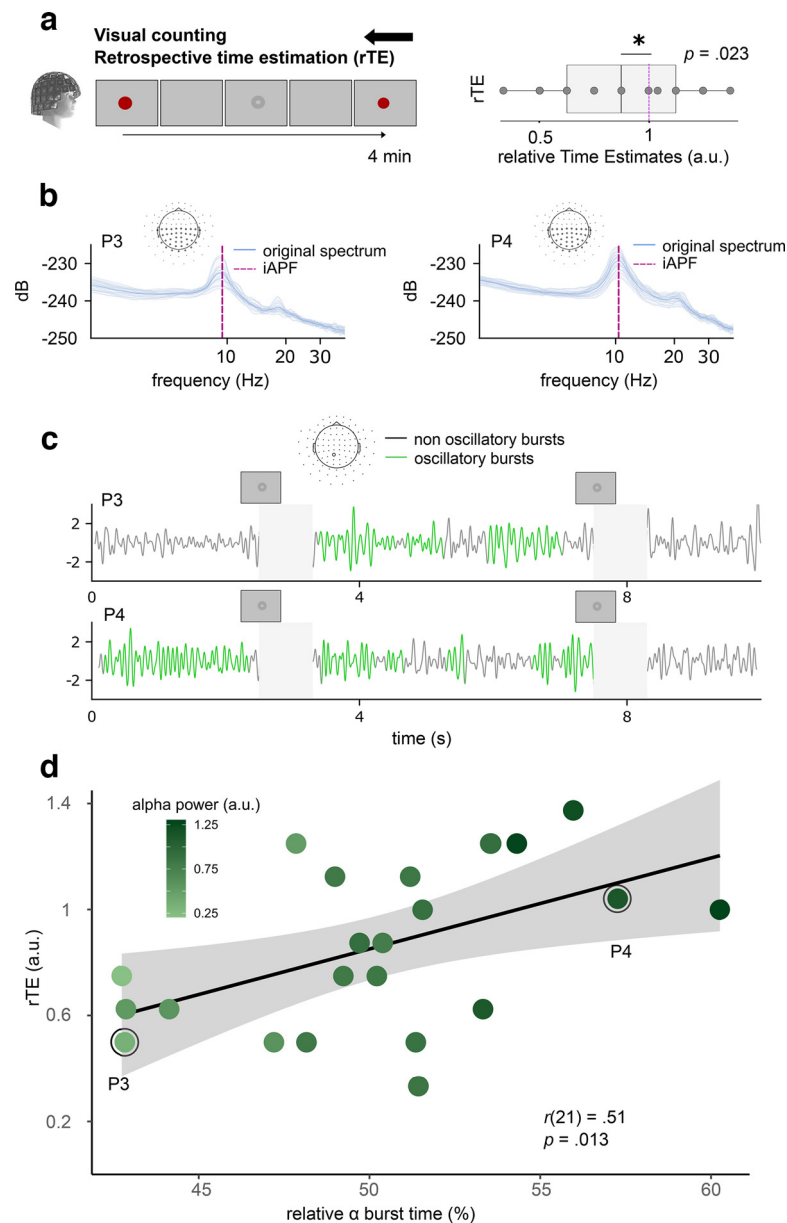 a
Visual counting
Retrospective time estimation (rTE)
4 min
*
p = .023
rTE
0.5
1
relative Time Estimates (a.u.)
b
P3
original spectrum
iAPF
-230
-240
-250
dB
10
20
30
frequency (Hz)
P4
original spectrum
iAPF
-230
-240
-250
dB
10
20
30
frequency (Hz)
c
non oscillatory bursts
oscillatory bursts
P3
2
-2
0
4
8
P4
2
-2
0
4
8
time (s)
d
alpha power (a.u.)
1.25
0.75
0.25
1.4
1
0.6
0.2
rTE (a.u.)
P4
P3
r(21) = .51
p = .013
45
50
55
60
relative α burst time (%)